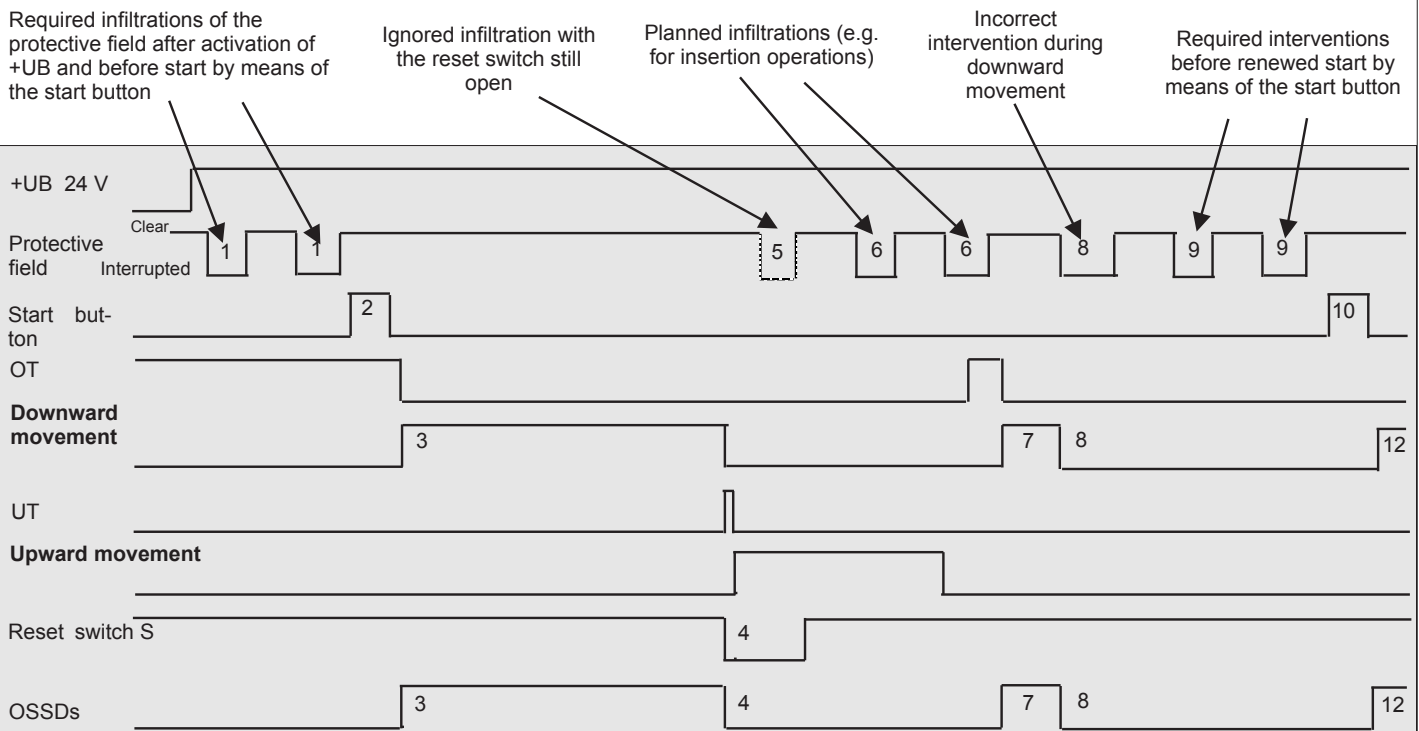 Required infiltrations of the
protective field after activation of
+UB and before start by means of
the start button
Ignored infiltration with
the reset switch still
open
Planned infiltrations (e.g.
for insertion operations)
Incorrect
intervention during
downward
movement
Required interventions
before renewed start by
means of the start button
+UB 24 V
Clear
Protective
field
Interrupted
1 1 5 6 6 8 9 9
Start but-
ton
2 10
OT
Downward
movement
3 7 8 12
UT
Upward movement
Reset switch S
4
OSSDs
3 4 7 8 12